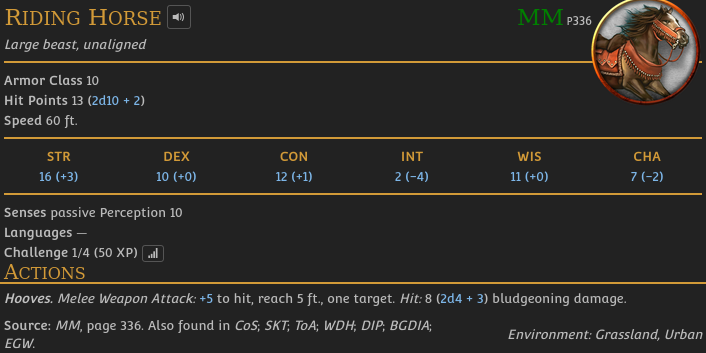 RIDING HORSE
MM P336
Large beast, unaligned
Armor Class 10
Hit Points 13 (2d10 + 2)
Speed 60 ft.
STR DEX CON INT WIS CHA
16 (+3) 10 (+0) 12 (+1) 2 (−4) 11 (+0) 7 (−2)
Senses passive Perception 10
Languages —
Challenge 1/4 (50 XP)
ACTIONS
Hooves. Melee Weapon Attack: +5 to hit, reach 5 ft., one target. Hit: 8 (2d4 + 3) bludgeoning damage.
Source: MM, page 336. Also found in CoS; SKT; ToA; WDH; DIP; BGDIA;
EGW.
Environment: Grassland, Urban